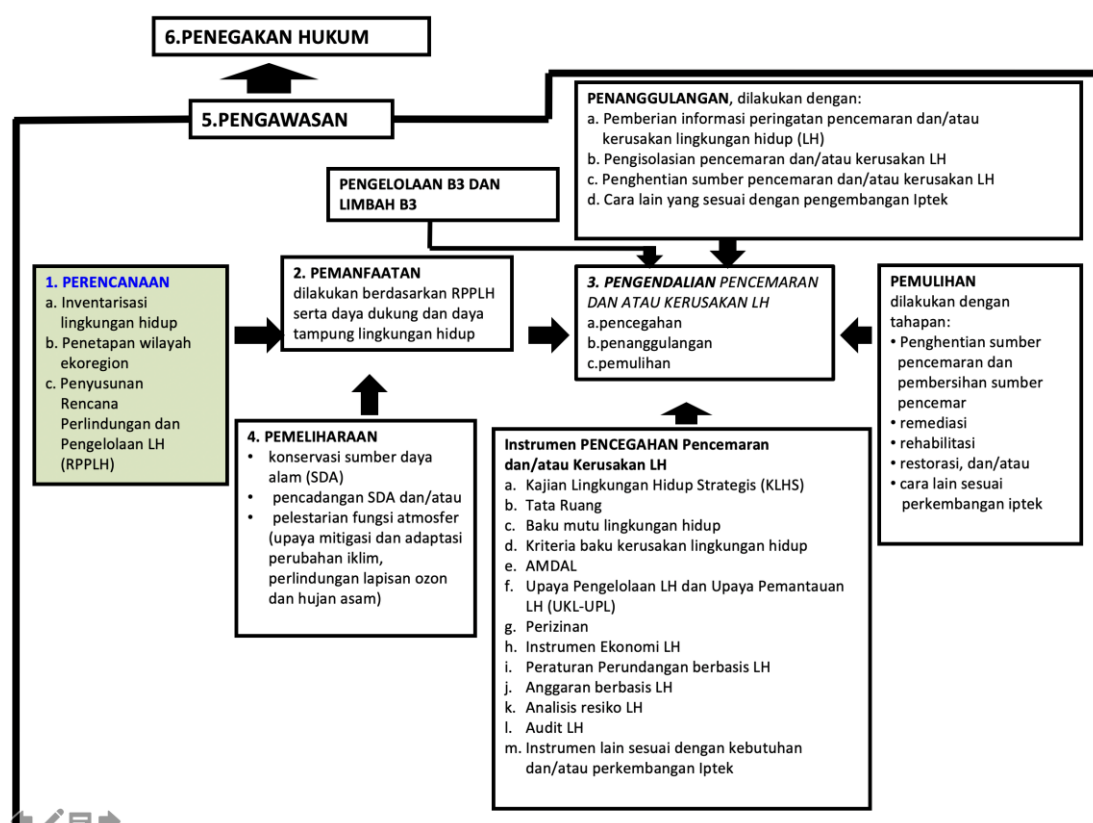 6.PENEGAKAN HUKUM
5.PENGAWASAN
PENANGGULANGAN, dilakukan dengan:
a. Pemberian informasi peringatan pencemaran dan/atau
kerusakan lingkungan hidup (LH)
b. Pengisolasian pencemaran dan/atau kerusakan LH
c. Penghentian sumber pencemaran dan/atau kerusakan LH
d. Cara lain yang sesuai dengan pengembangan Iptek
PENGELOLAAN B3 DAN
LIMBAH B3
1. PERENCANAAN
a. Inventarisasi
lingkungan hidup
b. Penetapan wilayah
ekoregion
c. Penyusunan
Rencana
Perlindungan dan
Pengelolaan LH
(RPPLH)
2. PEMANFAATAN
dilakukan berdasarkan RPPLH
serta daya dukung dan daya
tampung lingkungan hidup
3. PENGENDALIAN PENCEMARAN
DAN ATAU KERUSAKAN LH
a.pencegahan
b.penanggulangan
c.pemulihan
PEMULIHAN
dilakukan dengan
tahapan:
• Penghentian sumber
pencemaran dan
pembersihan sumber
pencemar
• remediasi
• rehabilitasi
• restorasi, dan/atau
• cara lain sesuai
perkembangan iptek
4. PEMELIHARAAN
• konservasi sumber daya
alam (SDA)
• pencadangan SDA dan/atau
• pelestarian fungsi atmosfer
(upaya mitigasi dan adaptasi
perubahan iklim,
perlindungan lapisan ozon
dan hujan asam)
Instrumen PENCEGAHAN Pencemaran
dan/atau Kerusakan LH
a. Kajian Lingkungan Hidup Strategis (KLHS)
b. Tata Ruang
c. Baku mutu lingkungan hidup
d. Kriteria baku kerusakan lingkungan hidup
e. AMDAL
f. Upaya Pengelolaan LH dan Upaya Pemantauan
LH (UKL-UPL)
g. Perizinan
h. Instrumen Ekonomi LH
i. Peraturan Perundangan berbasis LH
j. Anggaran berbasis LH
k. Analisis resiko LH
l. Audit LH
m. Instrumen lain sesuai dengan kebutuhan
dan/atau perkembangan Iptek